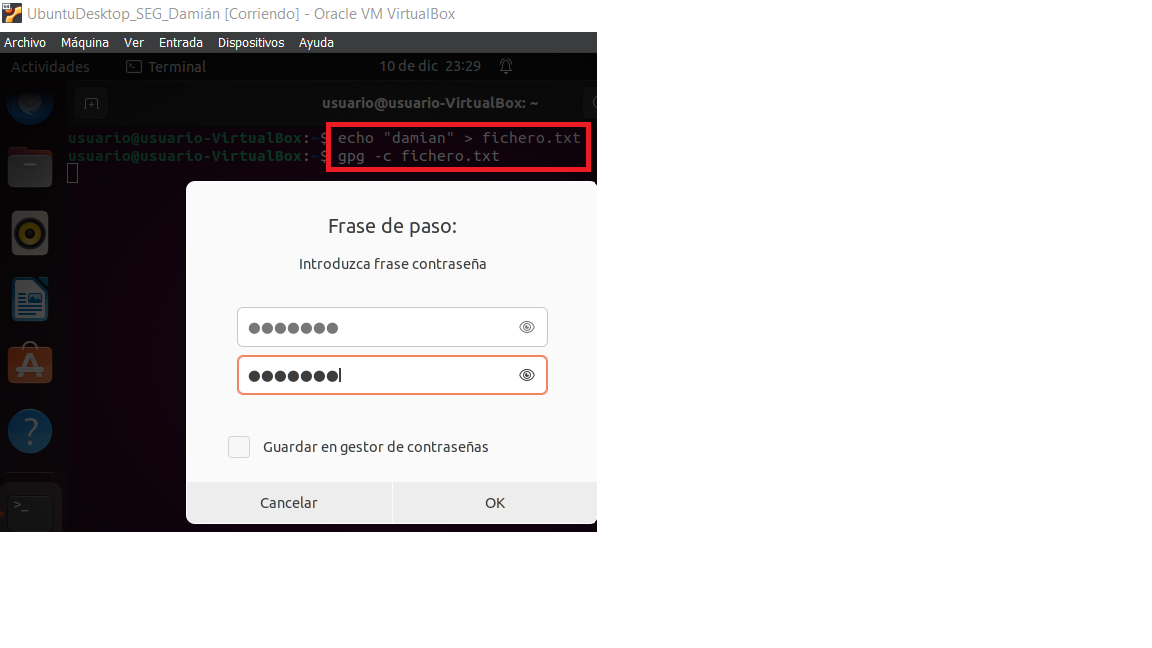 UbuntuDesktop_SEG_Damián [Corriendo] - Oracle VM VirtualBox
Archivo Máquina Ver Entrada Dispositivos Ayuda
Actividades Terminal 10 de dic 23:29
usuario@usuario-VirtualBox: ~
usuario@usuario-VirtualBox:~$ echo "damian" > fichero.txt
usuario@usuario-VirtualBox:~$ gpg -c fichero.txt
Frase de paso:
Introduzca frase contraseña
Guardar en gestor de contraseñas
Cancelar OK